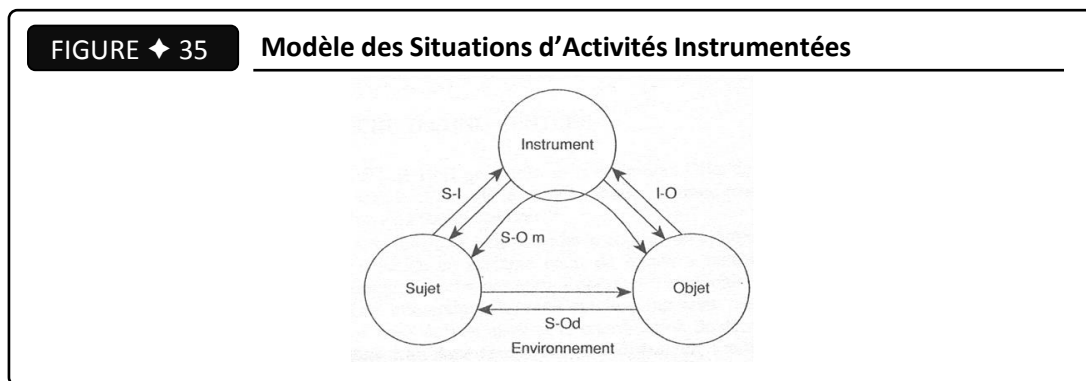 FIGURE ✦ 35
Modèle des Situations d’Activités Instrumentées
Instrument
S-I
I-O
S-O m
Sujet
Objet
S-Od
Environnement